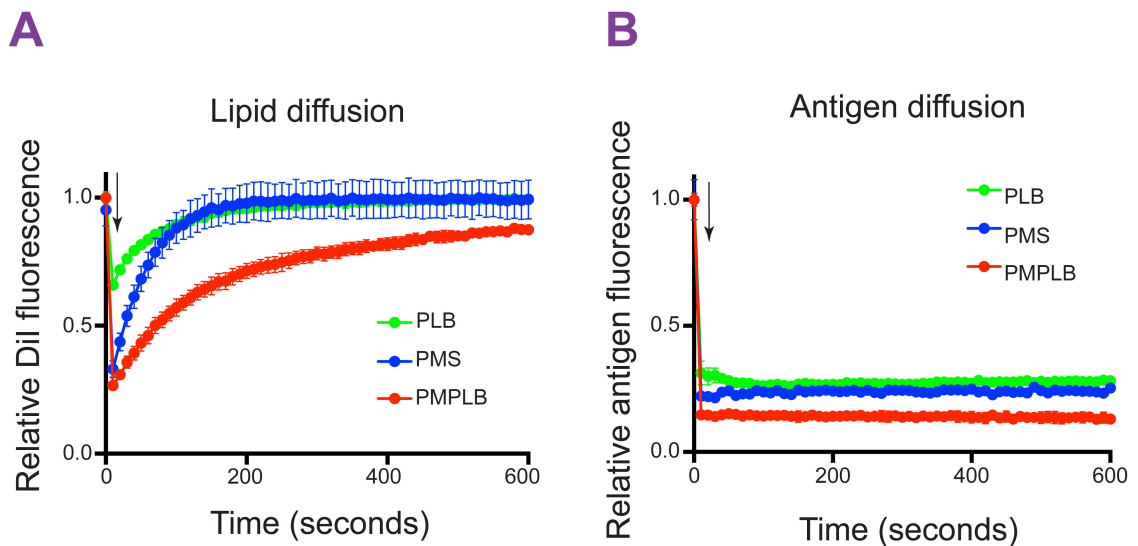 A
Lipid diffusion
Relative DiI fluorescence
1.0
0.5
0.0
0
200
400
600
Time (seconds)
PLB
PMS
PMPLB
B
Antigen diffusion
Relative antigen fluorescence
1.0
0.5
0.0
0
200
400
600
Time (seconds)
PLB
PMS
PMPLB